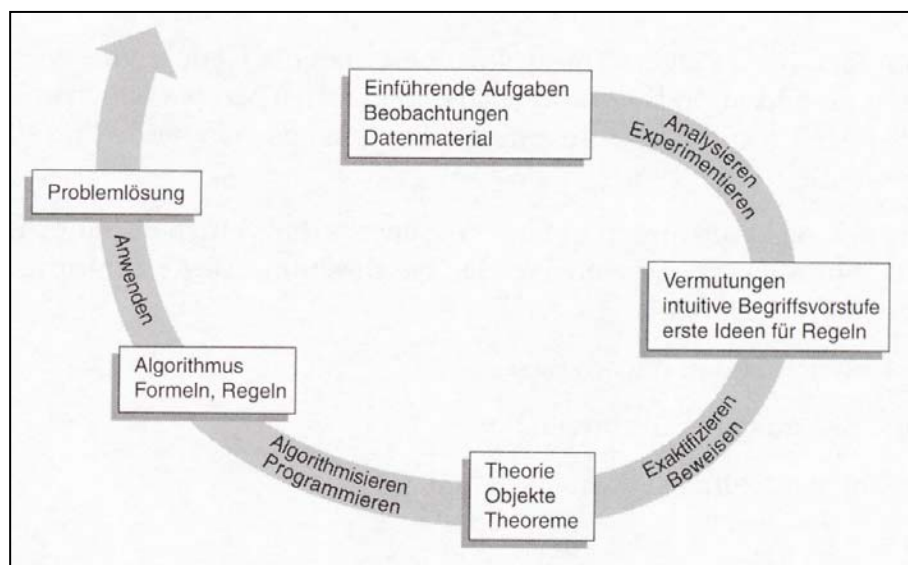 Einführende Aufgaben
Beobachtungen
Datenmaterial
Analysieren
Experimentieren
Vermutungen
intuitive Begriffsvorstufe
erste Ideen für Regeln
Exaktifizieren
Beweisen
Theorie
Objekte
Theoreme
Algorithmisieren
Programmieren
Algorithmus
Formeln, Regeln
Anwenden
Problemlösung